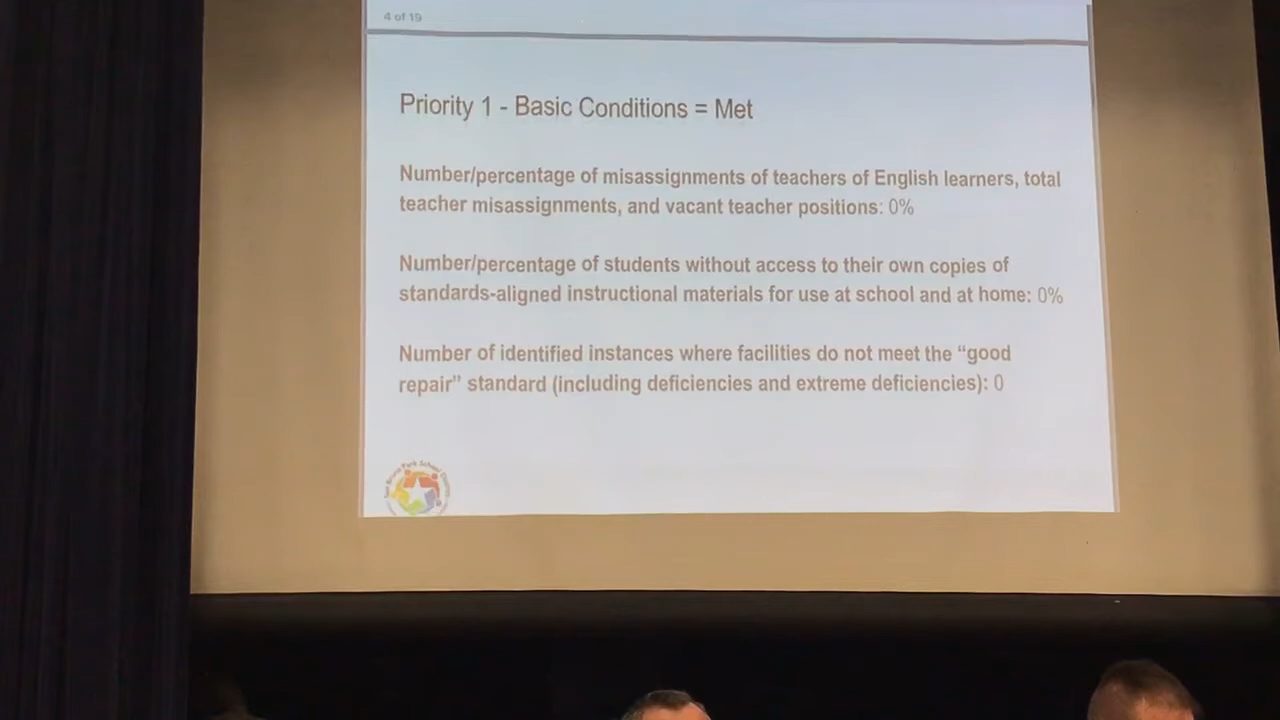 4 of 19
Priority 1 - Basic Conditions = Met
Number/percentage of misassignments of teachers of English learners, total
teacher misassignments, and vacant teacher positions: 0%
Number/percentage of students without access to their own copies of
standards-aligned instructional materials for use at school and at home: 0%
Number of identified instances where facilities do not meet the “good
repair” standard (including deficiencies and extreme deficiencies): 0
Park School